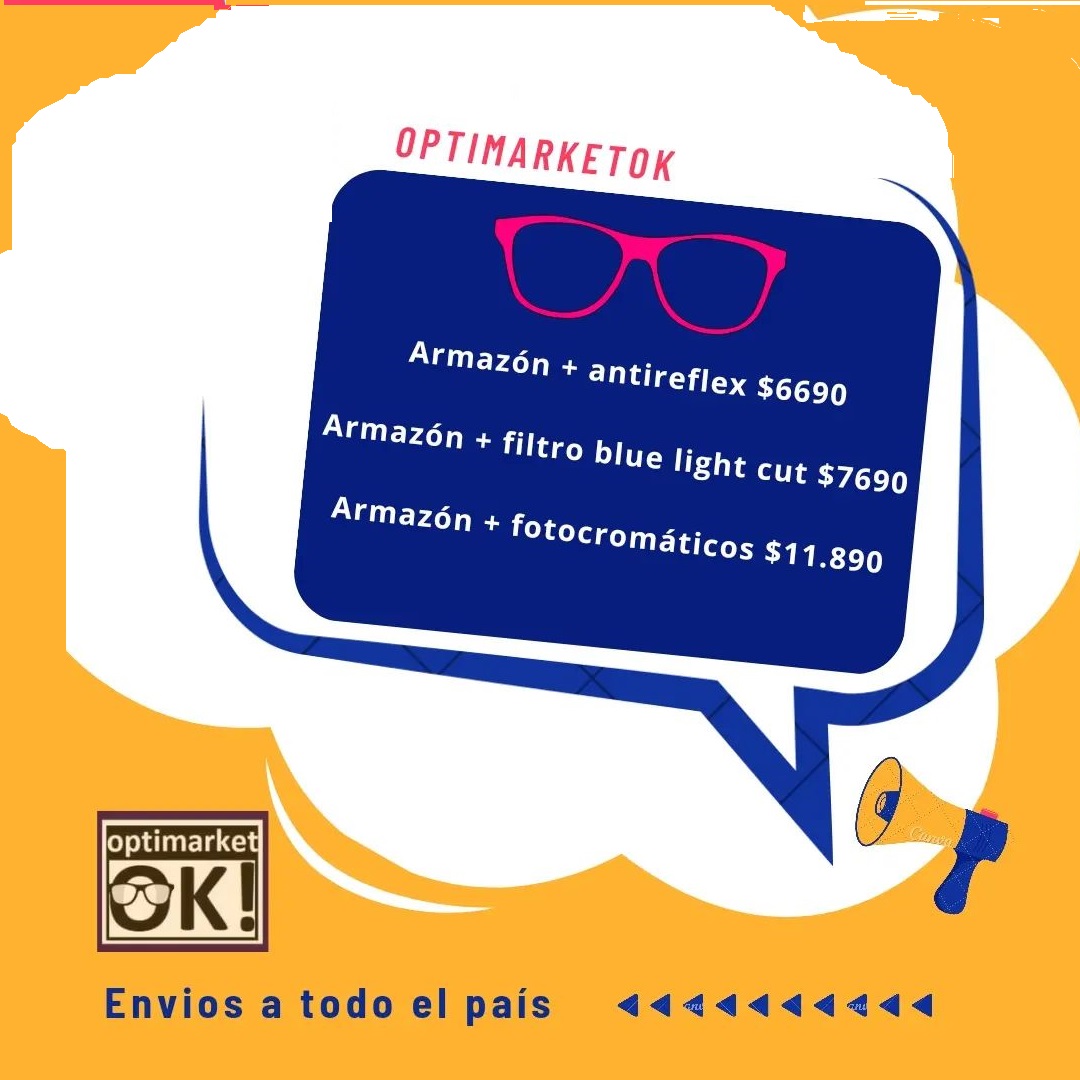 OPTIMARKETOK
Armazón + antireflex $6690
Armazón + filtro blue light cut $7690
Armazón + fotocromáticos $11.890
Canva
optimarket
OK!
Envios a todo el país